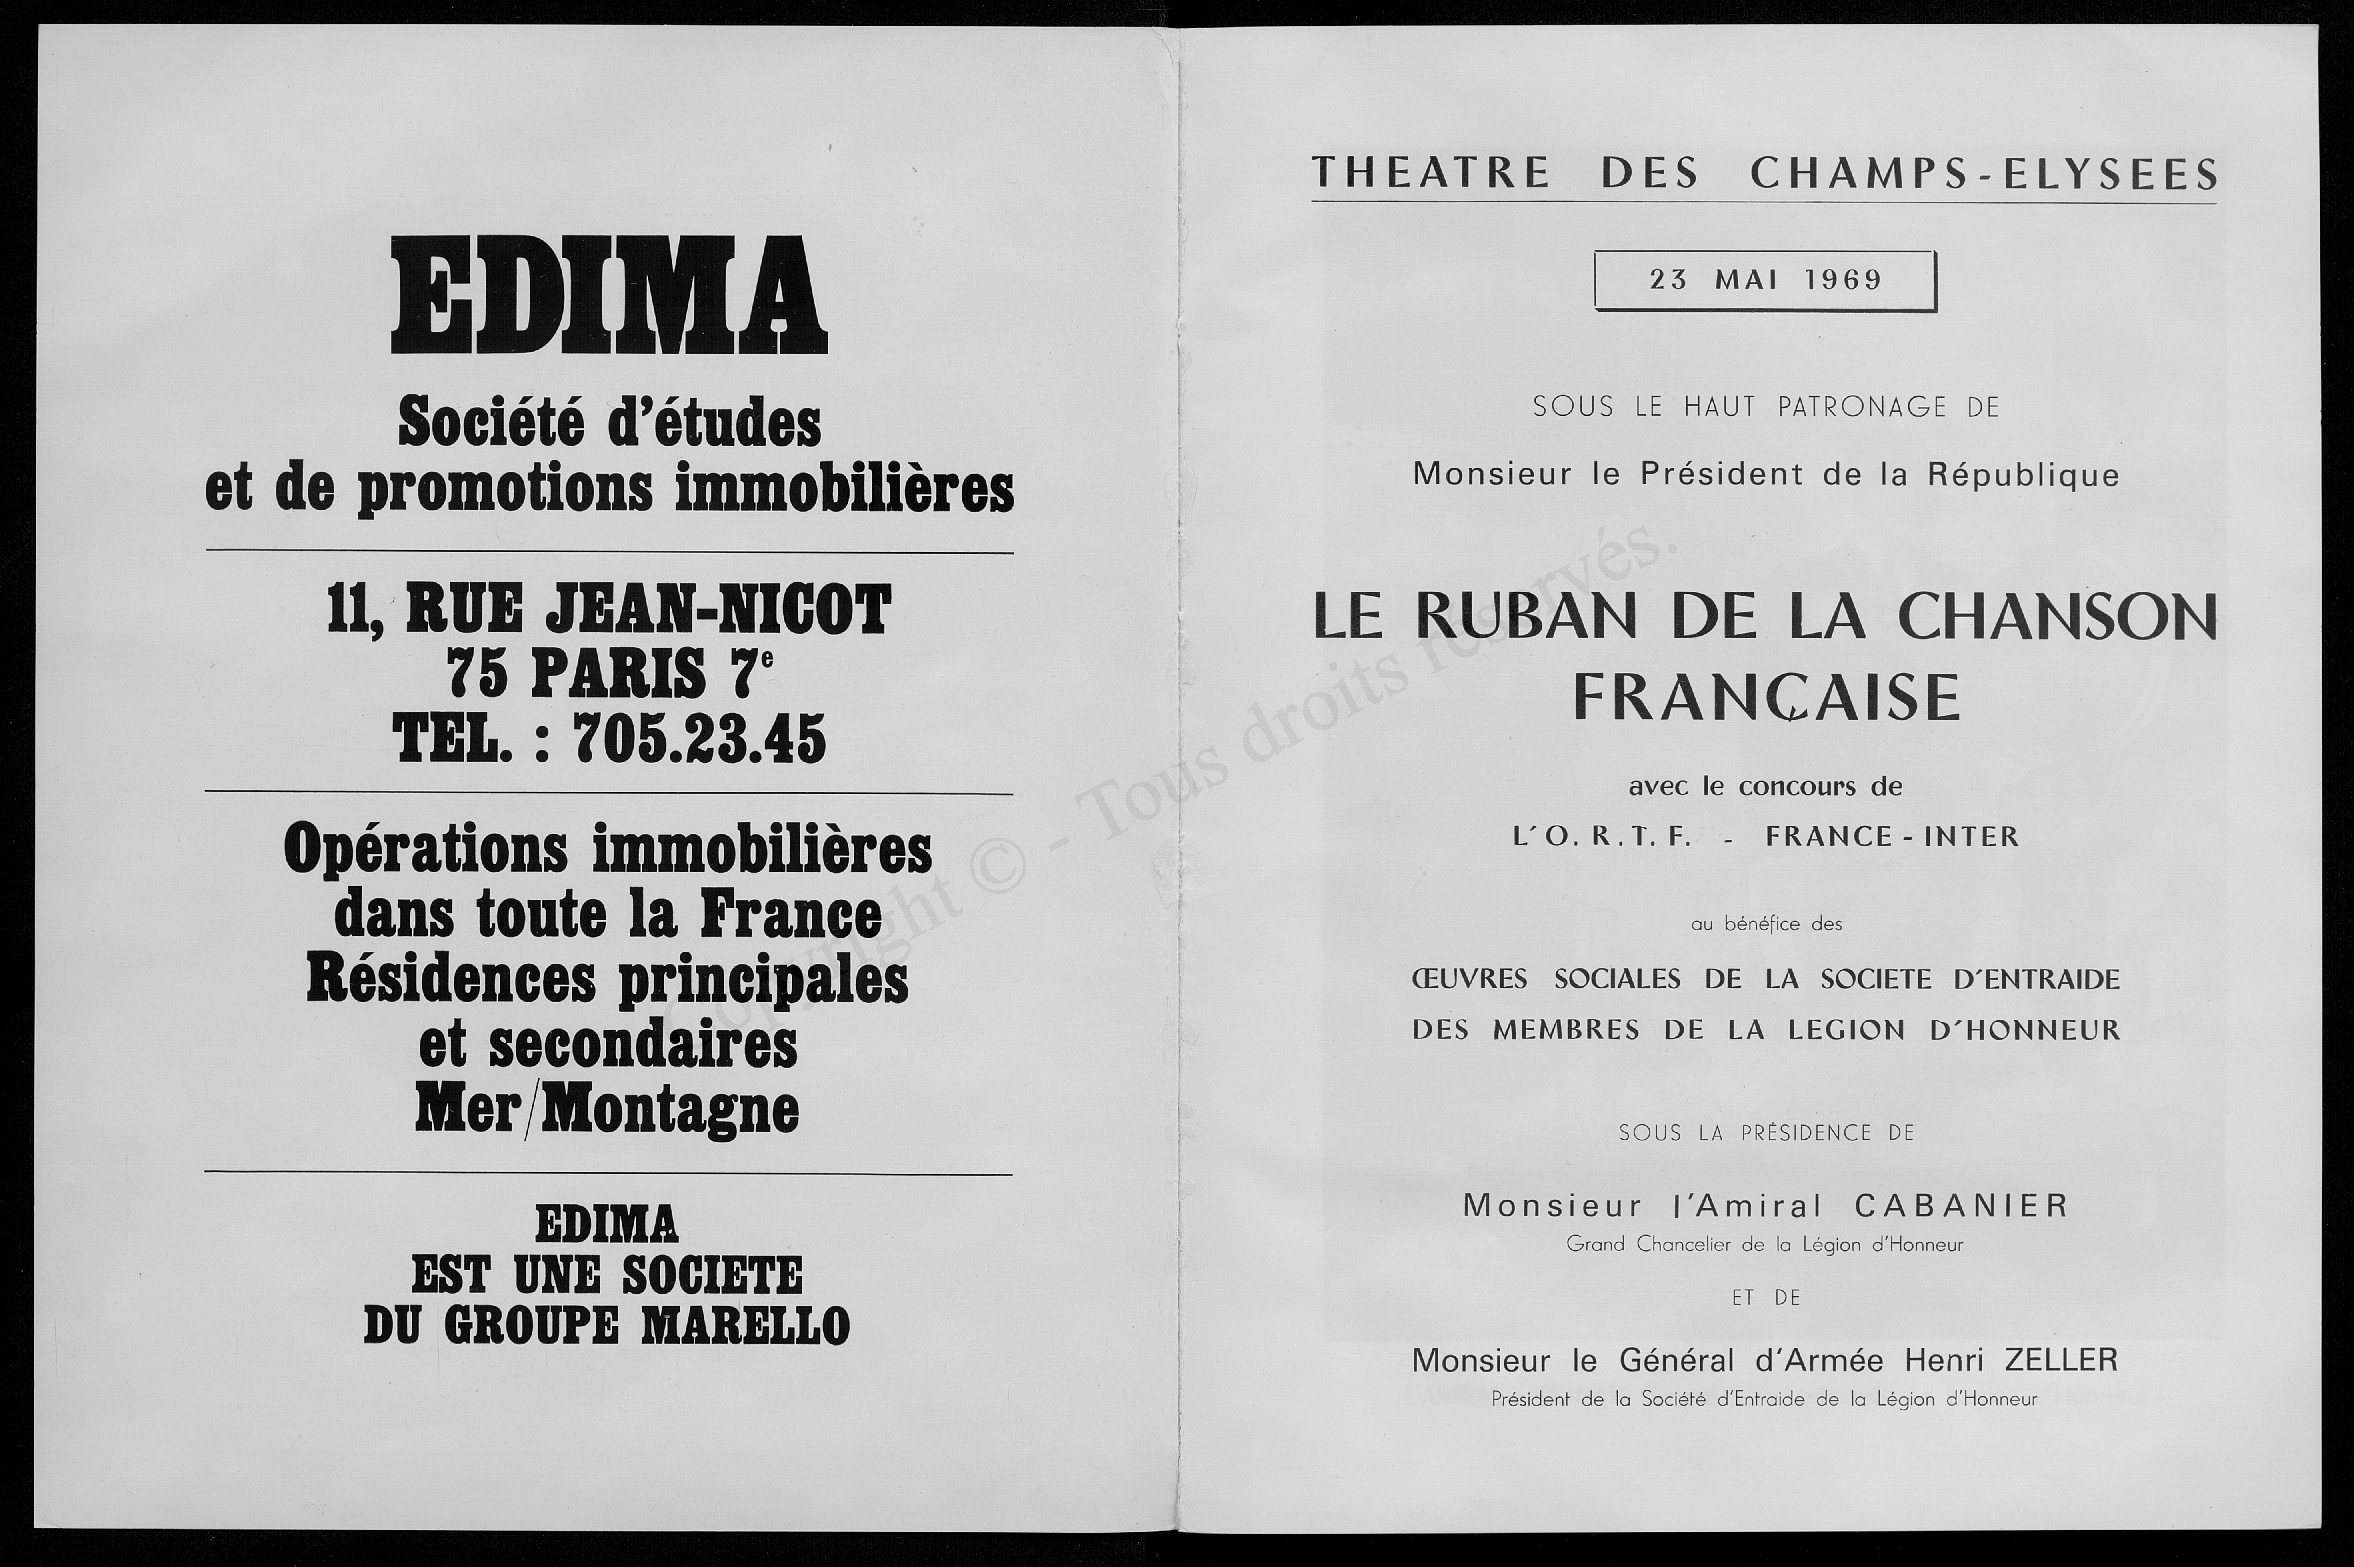 EDIMA
Société d'études
et de promotions immobilières
11, RUE JEAN-NICOT
75 PARIS 7e
TEL. : 705.23.45
Opérations immobilières
dans toute la France
Résidences principales
et secondaires
Mer/Montagne
EDIMA
EST UNE SOCIETE
DU GROUPE MARELLO
THEATRE DES CHAMPS-ELYSEES
23 MAI 1969
SOUS LE HAUT PATRONAGE DE
Monsieur le Président de la République
LE RUBAN DE LA CHANSON
FRANÇAISE
avec le concours de
L'O.R.T.F. - FRANCE-INTER
au bénéfice des
ŒUVRES SOCIALES DE LA SOCIETE D'ENTRAIDE
DES MEMBRES DE LA LEGION D'HONNEUR
SOUS LA PRÉSIDENCE DE
Monsieur l'Amiral CABANIER
Grand Chancelier de la Légion d'Honneur
ET DE
Monsieur le Général d'Armée Henri ZELLER
Président de la Société d'Entraide de la Légion d'Honneur
Copyright © - Tous droits réservés.